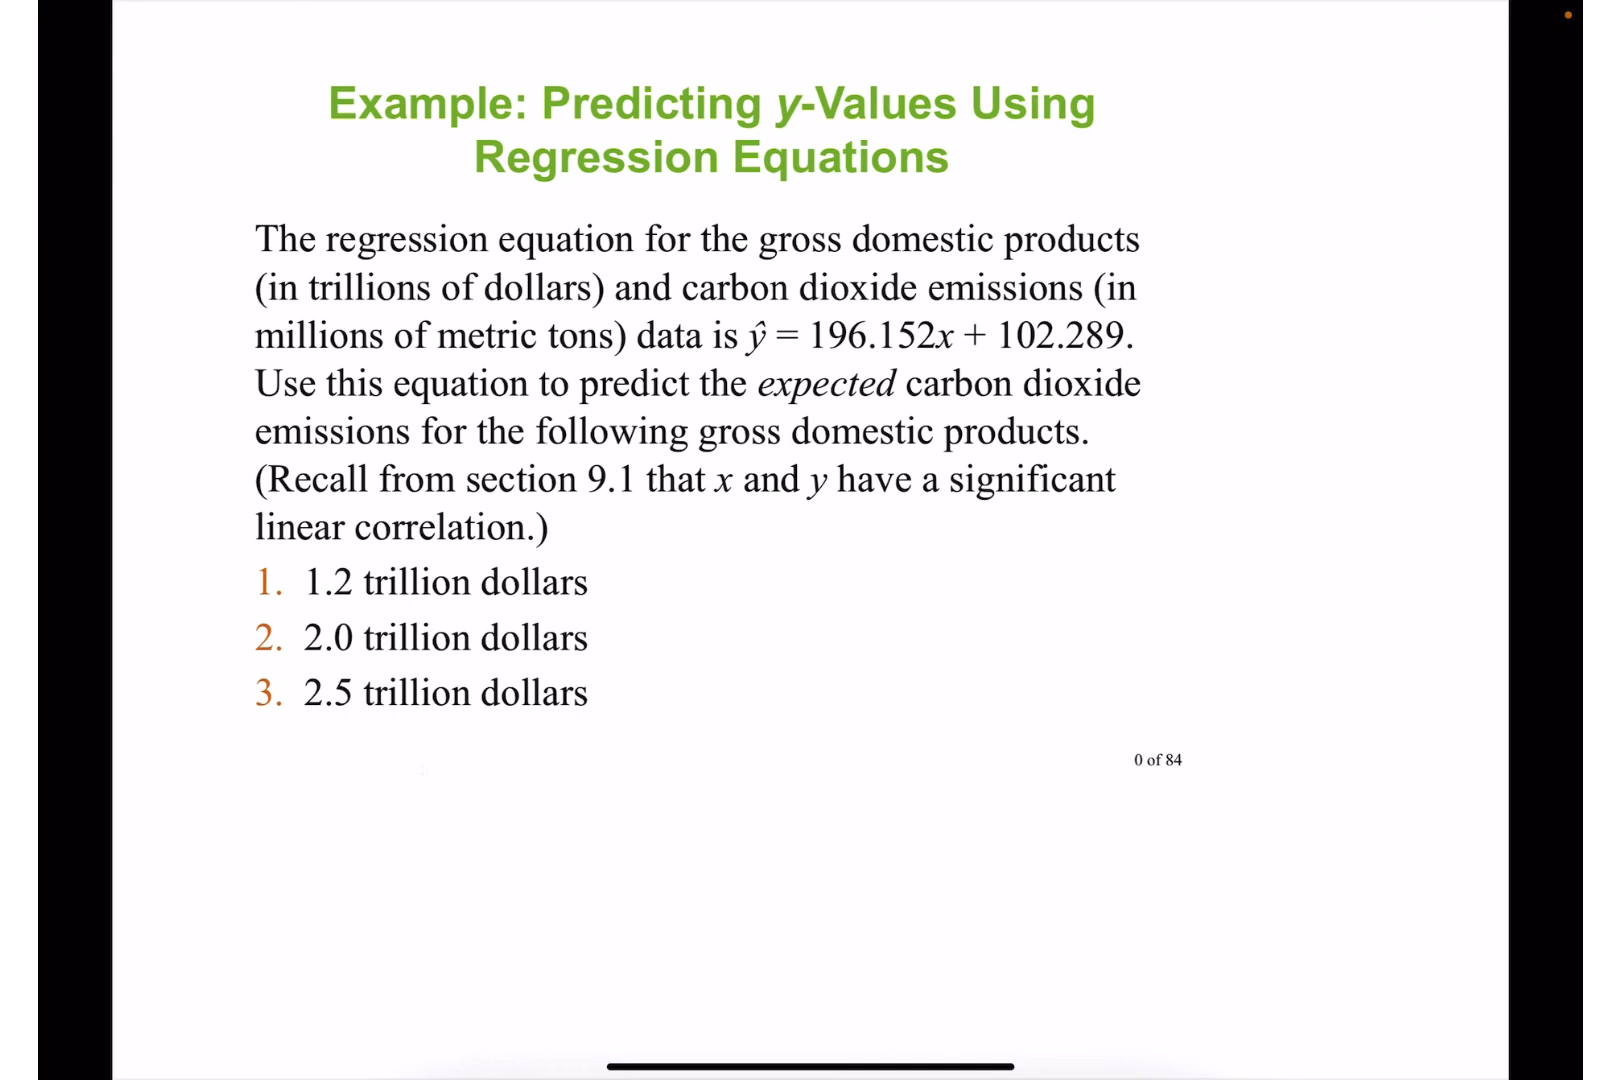 Example: Predicting y-Values Using
Regression Equations
The regression equation for the gross domestic products
(in trillions of dollars) and carbon dioxide emissions (in
millions of metric tons) data is ŷ = 196.152x + 102.289.
Use this equation to predict the expected carbon dioxide
emissions for the following gross domestic products.
(Recall from section 9.1 that x and y have a significant
linear correlation.)
1. 1.2 trillion dollars
2. 2.0 trillion dollars
3. 2.5 trillion dollars
0 of 84